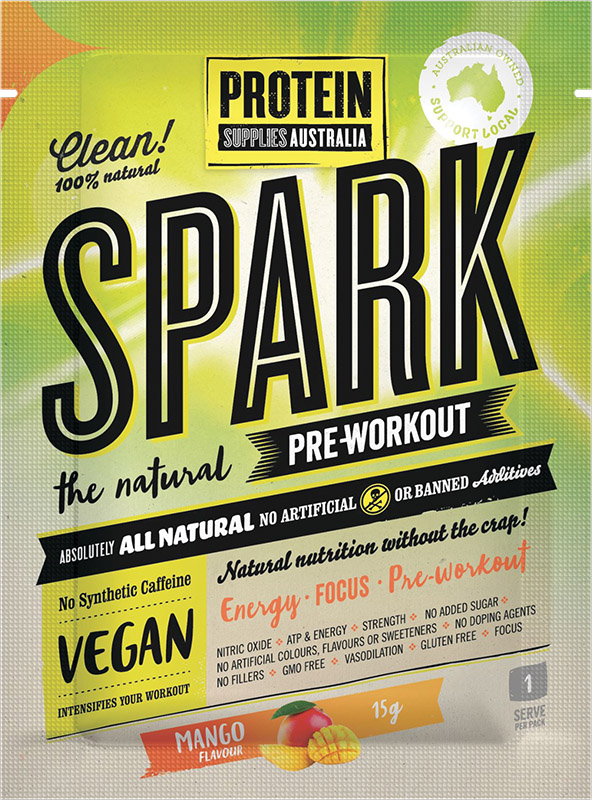 PROTEIN
SUPPLIES AUSTRALIA
AUSTRALIAN OWNED
SUPPORT LOCAL
Clean!
100% natural
SPARK
PRE-WORKOUT
the natural
ABSOLUTELY ALL NATURAL NO ARTIFICIAL OR BANNED Additives
Natural nutrition without the crap!
Energy · FOCUS · Pre-workout
No Synthetic Caffeine
VEGAN
INTENSIFIES YOUR WORKOUT
NITRIC OXIDE ATP & ENERGY STRENGTH NO ADDED SUGAR
NO ARTIFICIAL COLOURS, FLAVOURS OR SWEETENERS NO DOPING AGENTS
NO FILLERS GMO FREE VASODILATION GLUTEN FREE FOCUS
1
SERVE
PER PACK
MANGO
FLAVOUR
15g